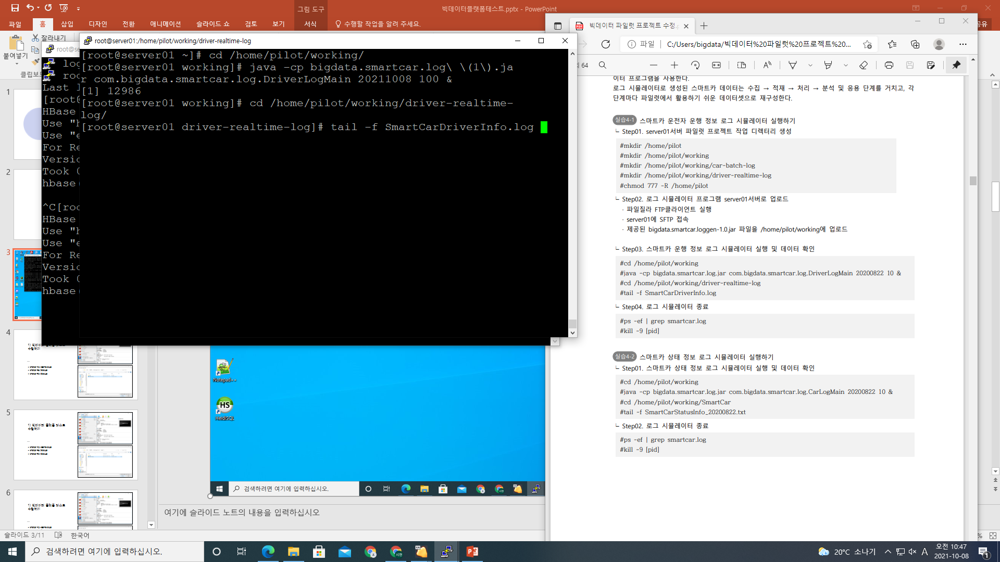 그림 도구
빅데이터플랫폼테스트.pptx - PowerPoint
파일 홈 삽입 디자인 전환 애니메이션 슬라이드 쇼 검토 보기 서식 수행할 작업을 알려 주세요.
공유
붙여넣기
잘라내기
클립보
root@s
root@server01:/home/pilot/working/driver-realtime-log
[root@server01 ~]# cd /home/pilot/working/
[root@server01 working]# java -cp bigdata.smartcar.log\ \(1\).ja
r com.bigdata.smartcar.log.DriverLogMain 20211008 100 &
[1] 12986
[root@server01 working]# cd /home/pilot/working/driver-realtime-
log/
[root@server01 driver-realtime-log]# tail -f SmartCarDriverInfo.log
log
roo
Last l
[root@
HBase
Use "h
Use "e
For Re
Versio
Took 0
hbase(
^C[roo
HBase
Use "h
Use "e
For Re
Versio
Took 0
hbase(
1
2
3
4
5
1) 빅데이터 플랫폼 테스트
수행하기
6
1) 빅데이터 플랫폼 테스트
수행하기
Notepad++
HS
HeidiSQL
검색하려면 여기에 입력하십시오.
여기에 슬라이드 노트의 내용을 입력하십시오
슬라이드 3/11 한국어
%
빅데이터 파일럿 프로젝트 수정.p
파일 C:/Users/bigdata/빅데이터%20파일럿%20프로젝트%20...
의 64
이터 프로그램을 사용한다.
로그 시뮬레이터로 생성된 스마트카 데이터는 수집 → 적재 → 처리 → 분석 및 응용 단계를 거치고, 각
단계마다 파일럿에서 활용하기 쉬운 데이터셋으로 재구성한다.
실습4-1 스마트카 운전자 운행 정보 로그 시뮬레이터 실행하기
ㄴ Step01. server01서버 파일럿 프로젝트 작업 디렉터리 생성
#mkdir /home/pilot
#mkdir /home/pilot/working
#mkdir /home/pilot/working/car-batch-log
#mkdir /home/pilot/working/driver-realtime-log
#chmod 777 -R /home/pilot
ㄴ Step02. 로그 시뮬레이터 프로그램 server01서버로 업로드
· 파일질라 FTP클라이언트 실행
· server01에 SFTP 접속
· 제공된 bigdata.smartcar.loggen-1.0.jar 파일을 /home/pilot/working에 업로드
ㄴ Step03. 스마트카 운행 정보 로그 시뮬레이터 실행 및 데이터 확인
#cd /home/pilot/working
#java -cp bigdata.smartcar.log.jar com.bigdata.smartcar.log.DriverLogMain 20200822 10 &
#cd /home/pilot/working/driver-realtime-log
#tail -f SmartCarDriverInfo.log
ㄴ Step04. 로그 시뮬레이터 종료
#ps -ef | grep smartcar.log
#kill -9 [pid]
실습4-2 스마트카 상태 정보 로그 시뮬레이터 실행하기
ㄴ Step01. 스마트카 상태 정보 로그 시뮬레이터 실행 및 데이터 확인
#cd /home/pilot/working
#java -cp bigdata.smartcar.log.jar com.bigdata.smartcar.log.CarLogMain 20200822 10 &
#cd /home/pilot/working/SmartCar
#tail -f SmartCarStatusInfo_20200822.txt
ㄴ Step02. 로그 시뮬레이터 종료
#ps -ef | grep smartcar.log
#kill -9 [pid]
검색하려면 여기에 입력하십시오.
20°C 소나기
A
오전 10:47
2021-10-08
1